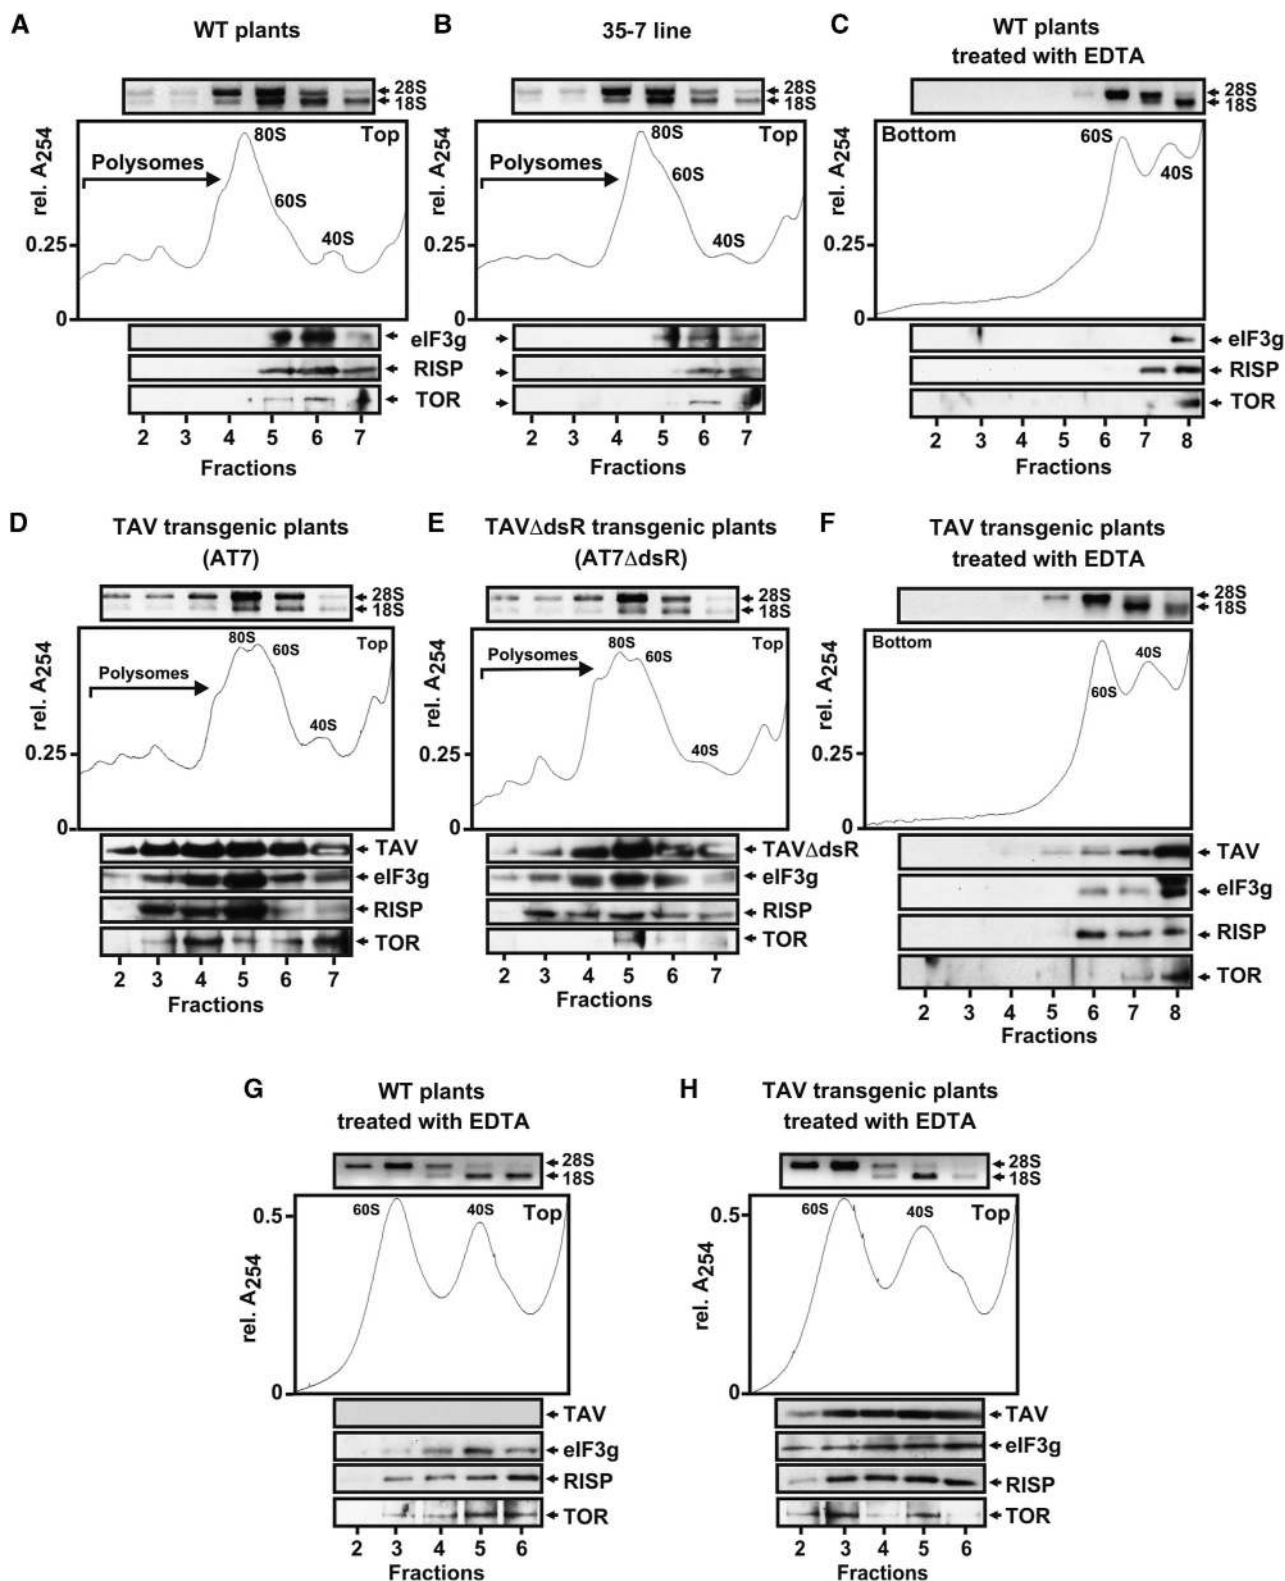 A
WT plants
28S
18S
rel. A254
0.25
0
Polysomes
80S
60S
40S
Top
eIF3g
RISP
TOR
2 3 4 5 6 7
Fractions
B
35-7 line
28S
18S
rel. A254
0.25
0
Polysomes
80S
60S
40S
Top
2 3 4 5 6 7
Fractions
C
WT plants
treated with EDTA
28S
18S
rel. A254
0.25
0
Bottom
60S
40S
eIF3g
RISP
TOR
2 3 4 5 6 7 8
Fractions
D
TAV transgenic plants
(AT7)
28S
18S
rel. A254
0.25
0
Polysomes
80S
60S
40S
Top
TAV
eIF3g
RISP
TOR
2 3 4 5 6 7
Fractions
E
TAVΔdsR transgenic plants
(AT7ΔdsR)
28S
18S
rel. A254
0.25
0
Polysomes
80S
60S
40S
Top
TAVΔdsR
eIF3g
RISP
TOR
2 3 4 5 6 7
Fractions
F
TAV transgenic plants
treated with EDTA
28S
18S
rel. A254
0.25
0
Bottom
60S
40S
TAV
eIF3g
RISP
TOR
2 3 4 5 6 7 8
Fractions
G
WT plants
treated with EDTA
28S
18S
rel. A254
0.5
0
60S
40S
Top
TAV
eIF3g
RISP
TOR
2 3 4 5 6
Fractions
H
TAV transgenic plants
treated with EDTA
28S
18S
rel. A254
0.5
0
60S
40S
Top
TAV
eIF3g
RISP
TOR
2 3 4 5 6
Fractions